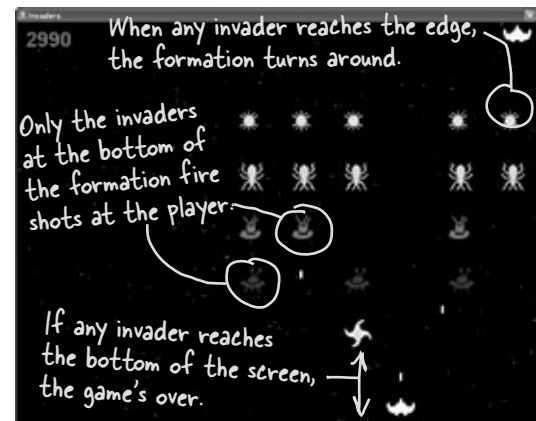 Invaders
2990
When any invader reaches the edge,
the formation turns around.
Only the invaders
at the bottom of
the formation fire
shots at the player.
If any invader reaches
the bottom of the screen,
the game's over.